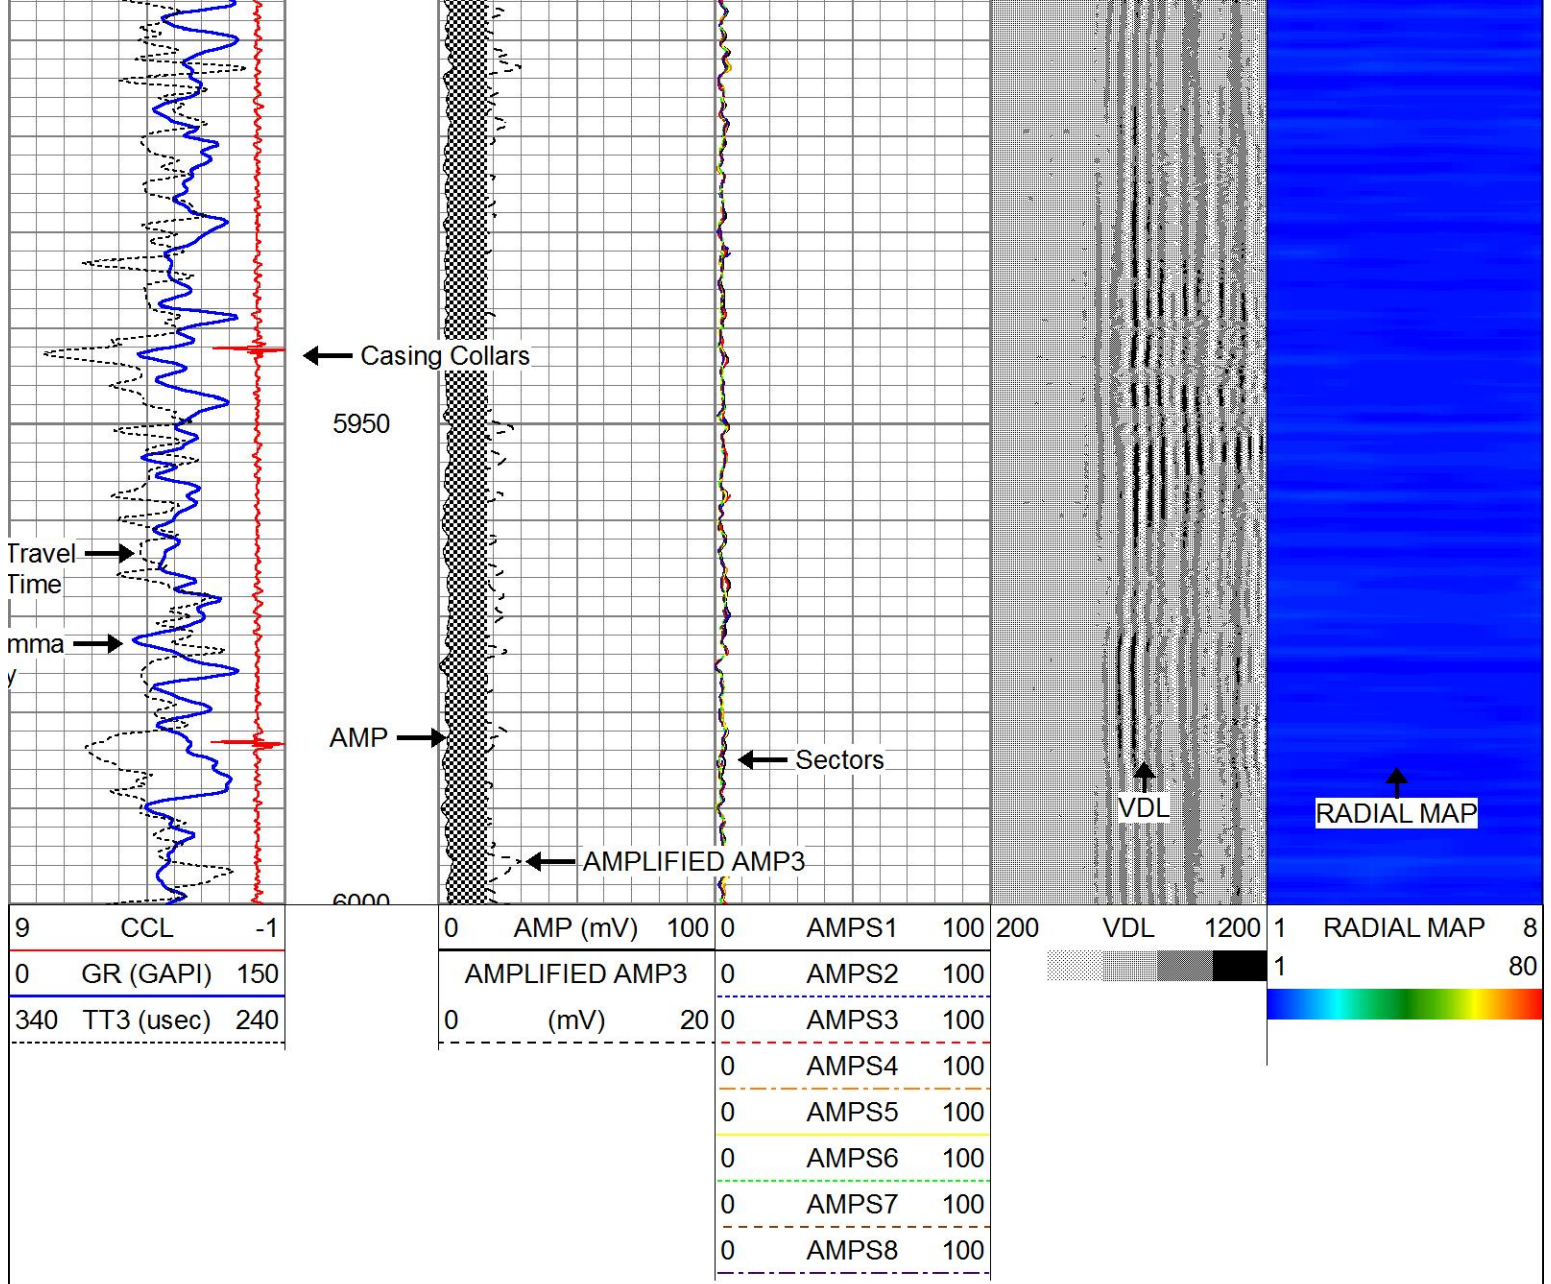 Casing Collars
5950
Travel
Time
mma
y
AMP
Sectors
VDL
RADIAL MAP
AMPLIFIED AMP3
6000
9 CCL -1
0 GR (GAPI) 150
340 TT3 (usec) 240
0 AMP (mV) 100
AMPLIFIED AMP3
0 (mV) 20
0 AMPS1 100
0 AMPS2 100
0 AMPS3 100
0 AMPS4 100
0 AMPS5 100
0 AMPS6 100
0 AMPS7 100
0 AMPS8 100
200 VDL 1200
1 RADIAL MAP 8
1 80